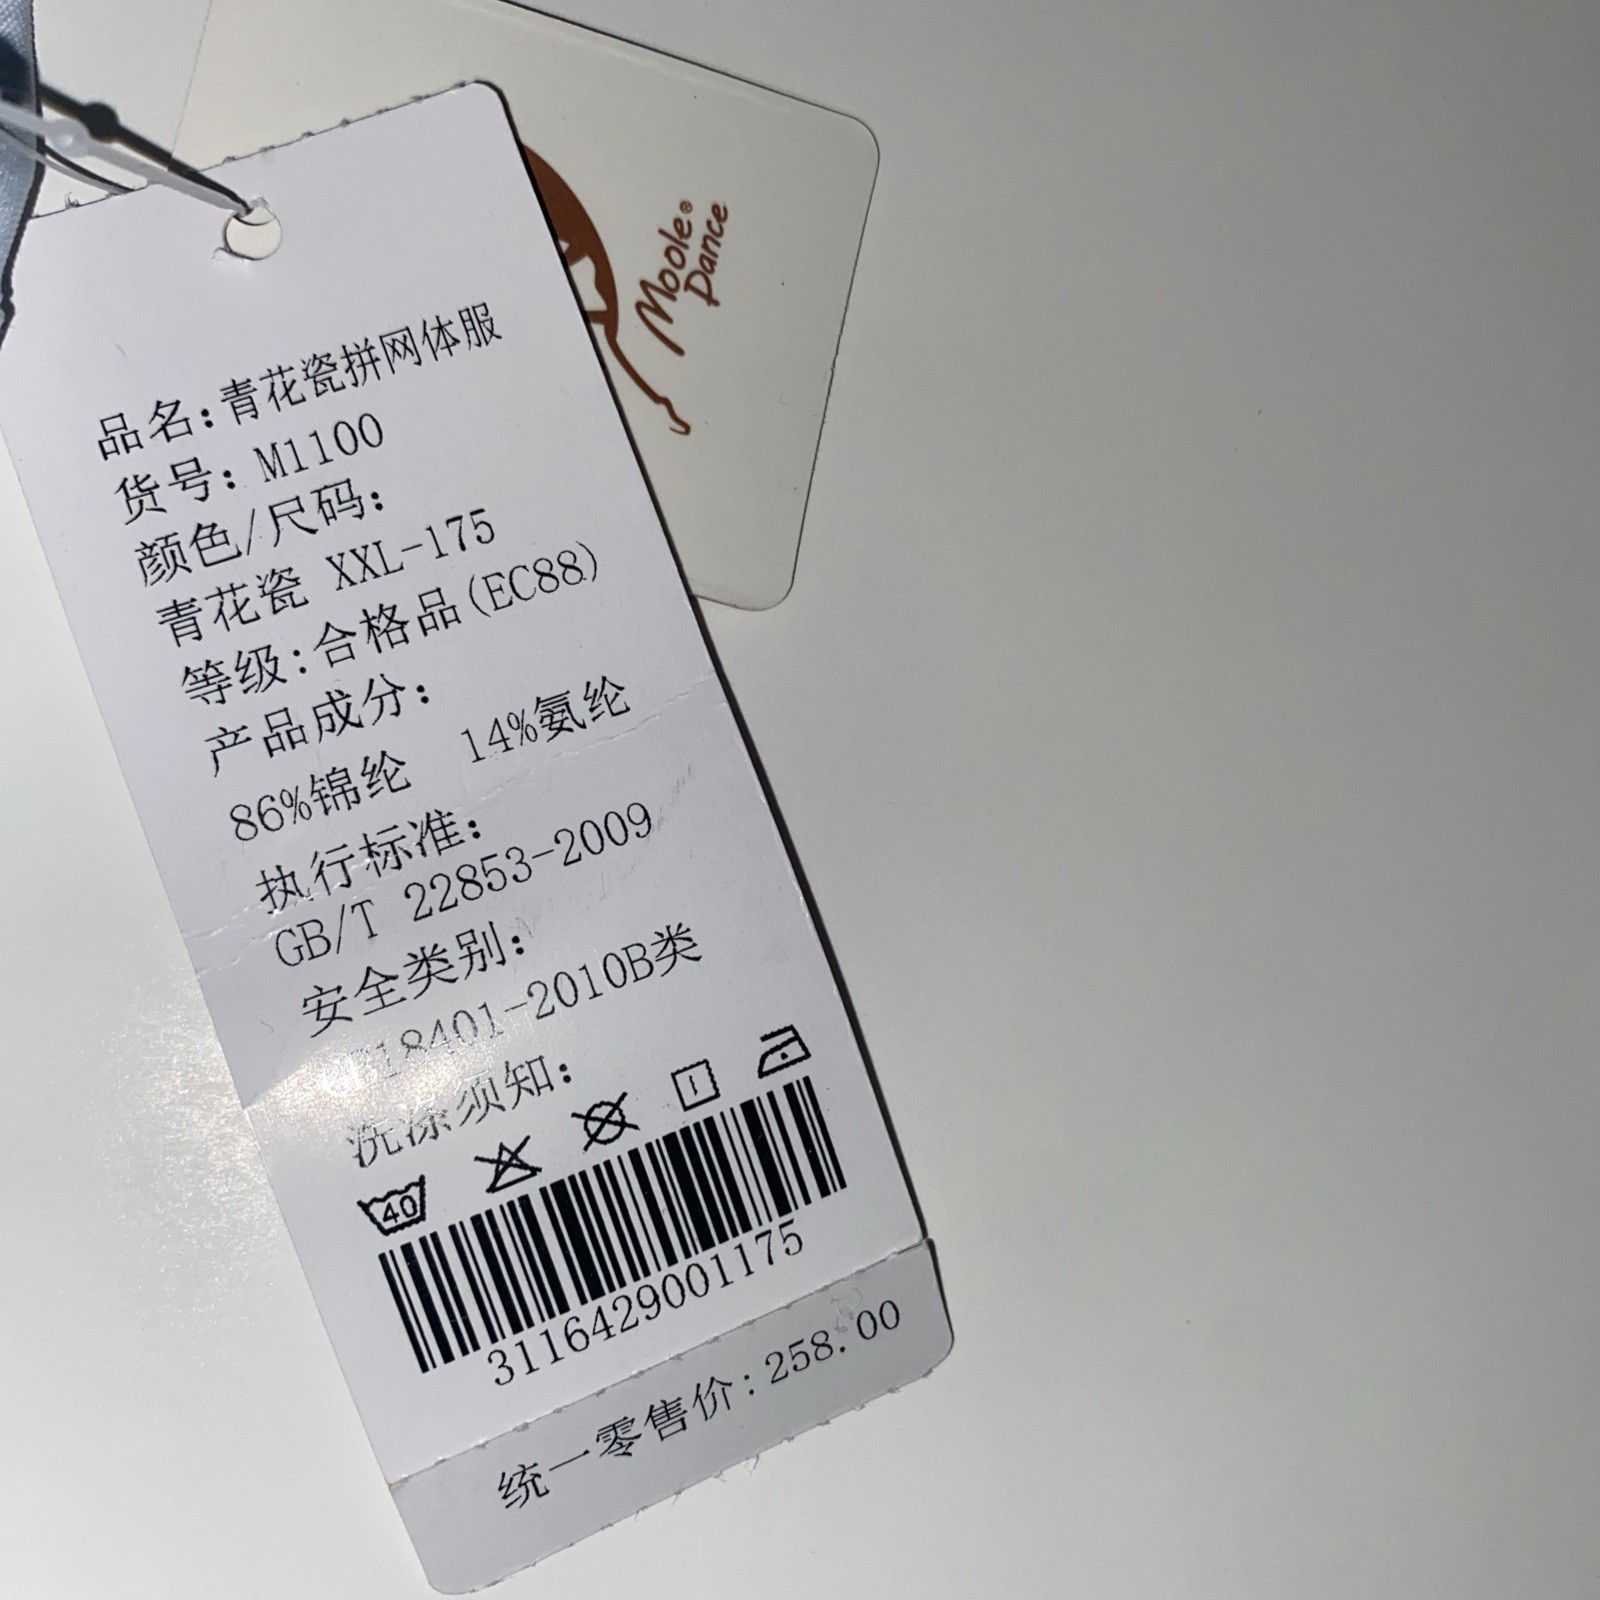 Moole®
Dance
品名:青花瓷拼网体服
货号: M1100
颜色/尺码:
青花瓷 XXL-175
等级:合格品(EC88)
产品成分:
86%锦纶 14%氨纶
执行标准:
GB/T 22853-2009
安全类别:
18401-2010B类
洗涤须知:
40
3116429001175
统一零售价:258.00